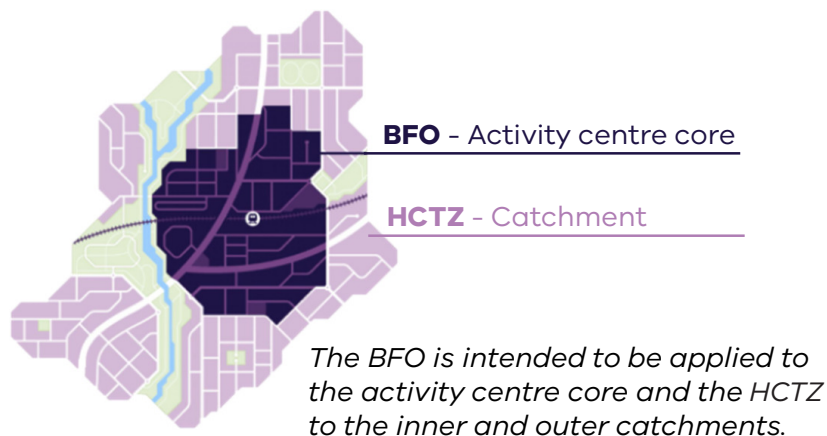 BFO - Activity centre core
HCTZ - Catchment
The BFO is intended to be applied to
the activity centre core and the HCTZ
to the inner and outer catchments.